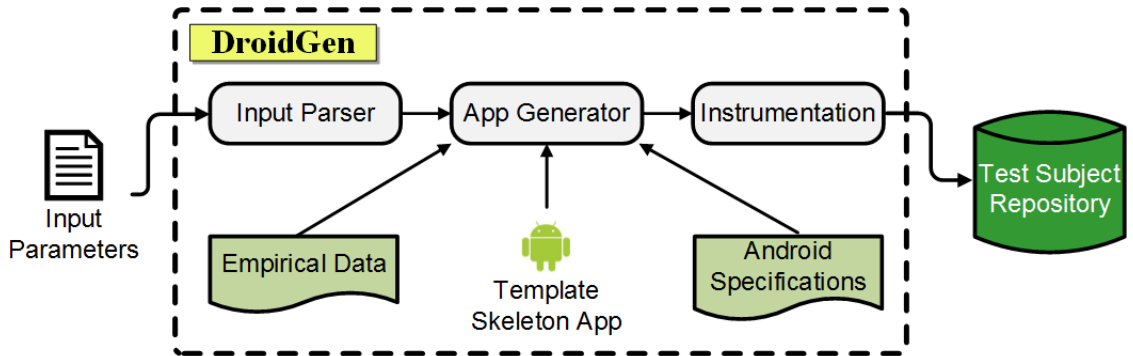 DroidGen
Input Parser
App Generator
Instrumentation
Input
Parameters
Empirical Data
Template
Skeleton App
Android
Specifications
Test Subject
Repository